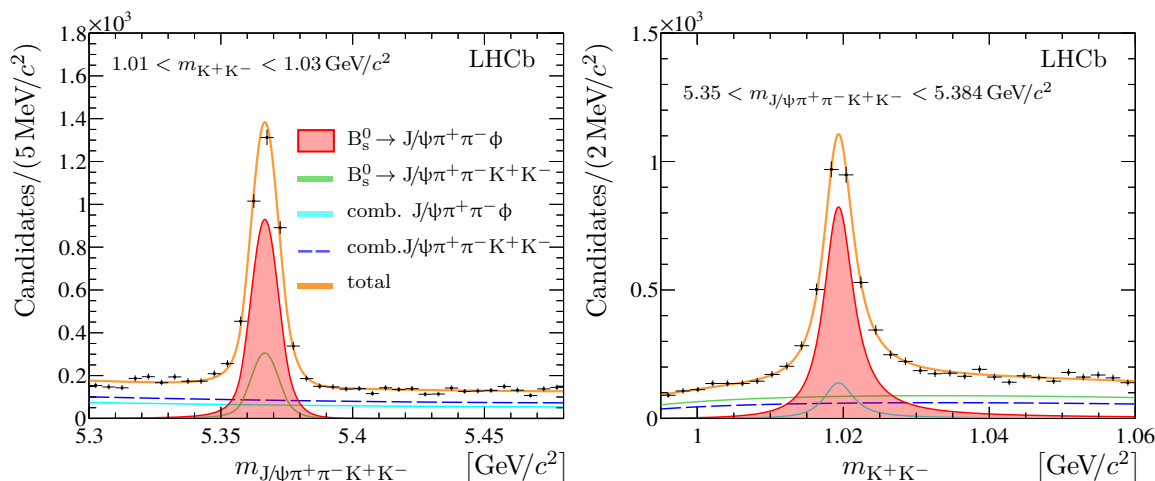 ×10³
LHCb
1.01 < m_{K⁺K⁻} < 1.03 GeV/c²
Candidates/(5 MeV/c²)
1.8
1.6
1.4
1.2
1.0
0.8
0.6
0.4
0.2
0
B⁰ₛ → J/ψπ⁺π⁻ϕ
B⁰ₛ → J/ψπ⁺π⁻K⁺K⁻
comb. J/ψπ⁺π⁻ϕ
comb.J/ψπ⁺π⁻K⁺K⁻
total
5.3 5.35 5.4 5.45
m_{J/ψπ⁺π⁻K⁺K⁻} [GeV/c²]
×10³
LHCb
5.35 < m_{J/ψπ⁺π⁻K⁺K⁻} < 5.384 GeV/c²
Candidates/(2 MeV/c²)
1.5
1
0.5
0
1 1.02 1.04 1.06
m_{K⁺K⁻} [GeV/c²]